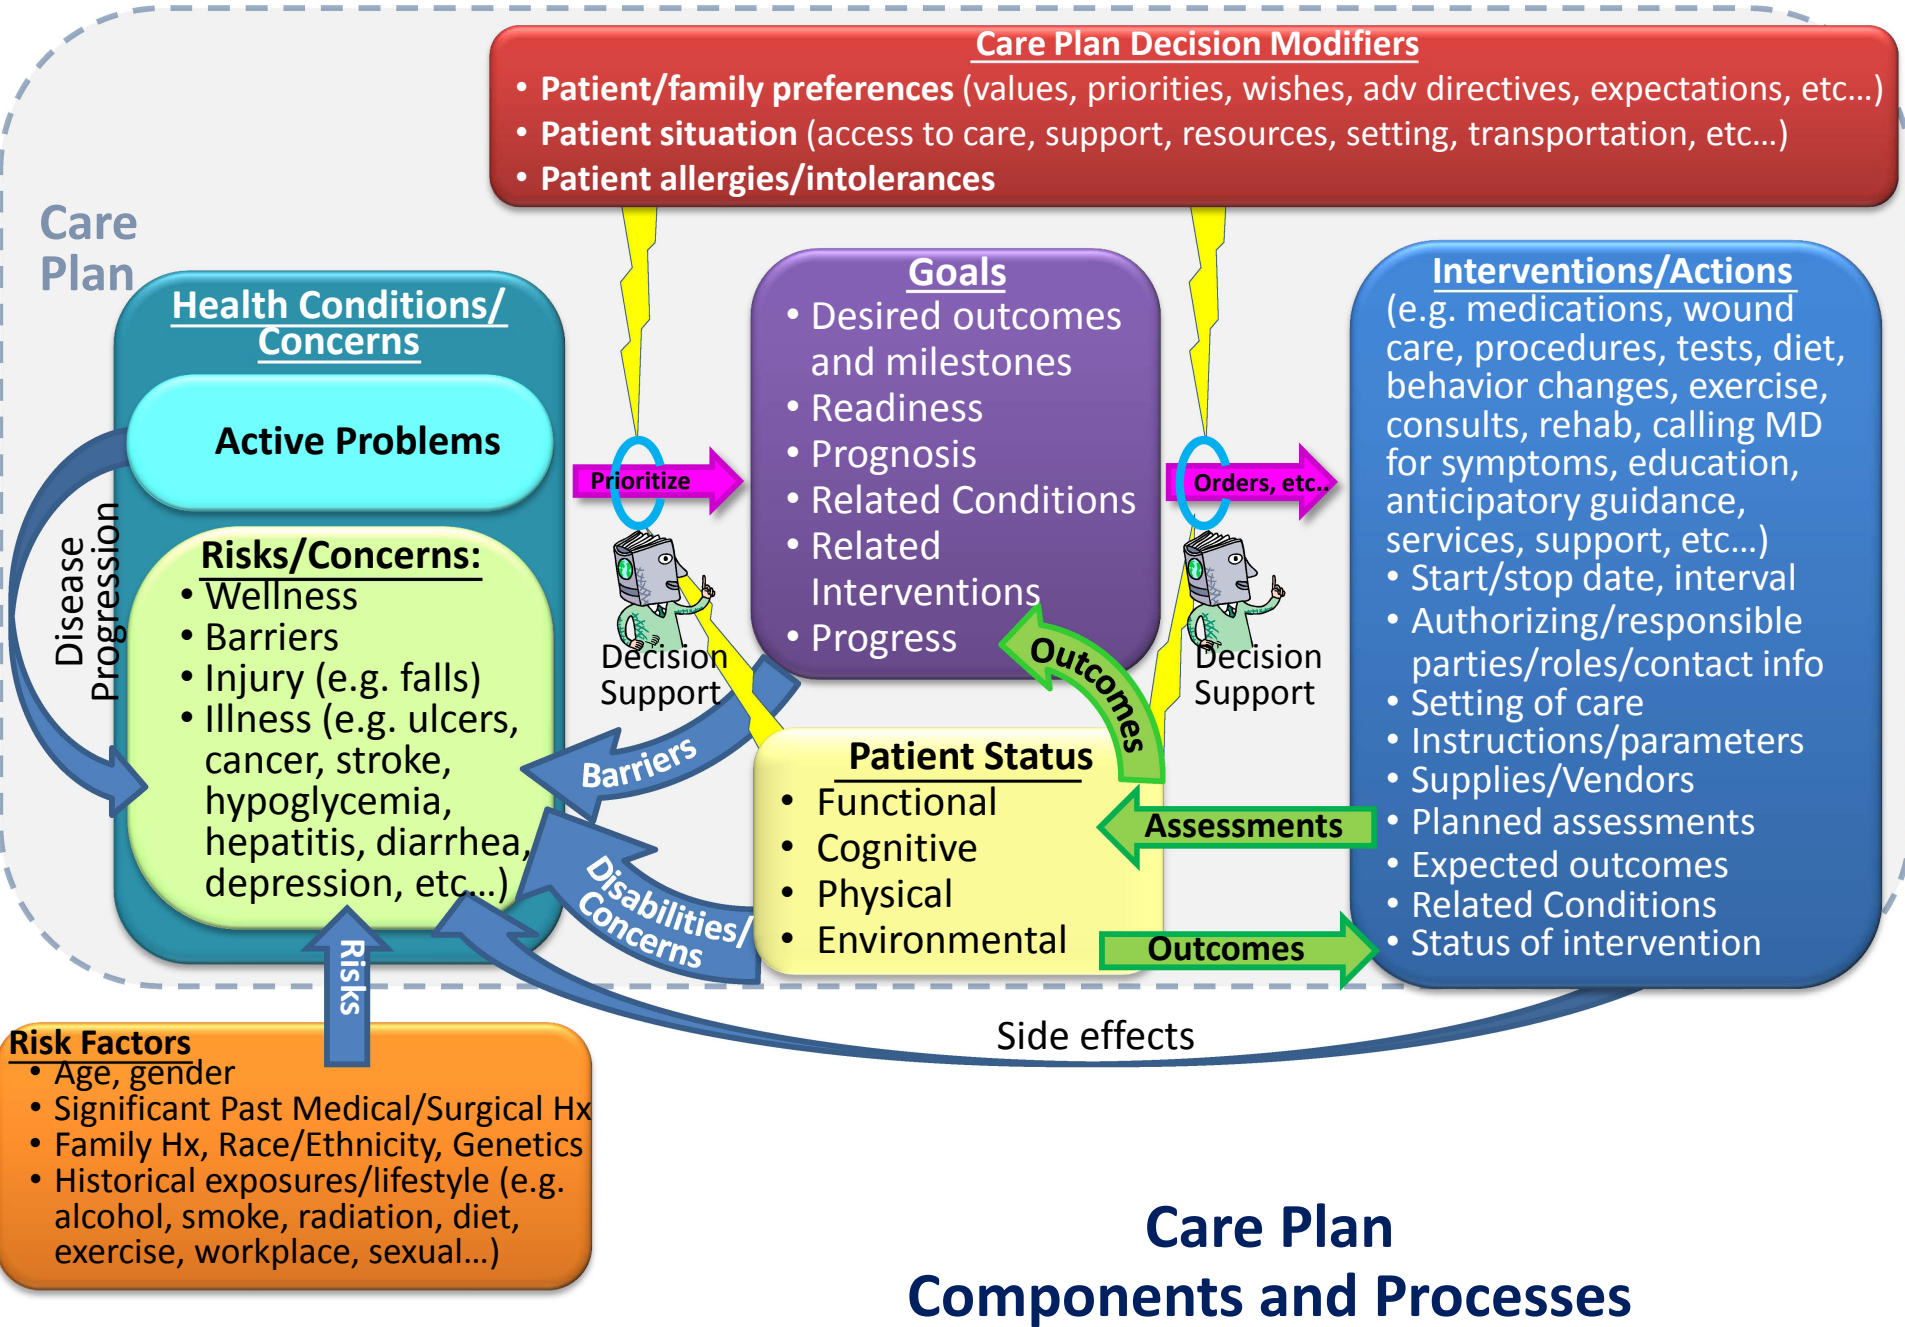 Care Plan Decision Modifiers
• Patient/family preferences (values, priorities, wishes, adv directives, expectations, etc...)
• Patient situation (access to care, support, resources, setting, transportation, etc...)
• Patient allergies/intolerances
Care
Plan
Health Conditions/
Concerns
Active Problems
Risks/Concerns:
• Wellness
• Barriers
• Injury (e.g. falls)
• Illness (e.g. ulcers,
cancer, stroke,
hypoglycemia,
hepatitis, diarrhea,
depression, etc...)
Disease
Progression
Prioritize
Decision
Support
Goals
• Desired outcomes
and milestones
• Readiness
• Prognosis
• Related Conditions
• Related
Interventions
• Progress
Orders, etc..
Decision
Support
Interventions/Actions
(e.g. medications, wound
care, procedures, tests, diet,
behavior changes, exercise,
consults, rehab, calling MD
for symptoms, education,
anticipatory guidance,
services, support, etc...)
• Start/stop date, interval
• Authorizing/responsible
parties/roles/contact info
• Setting of care
• Instructions/parameters
• Supplies/Vendors
• Planned assessments
• Expected outcomes
• Related Conditions
• Status of intervention
Outcomes
Barriers
Patient Status
• Functional
• Cognitive
• Physical
• Environmental
Assessments
Outcomes
Disabilities/
Concerns
Risks
Side effects
Risk Factors
• Age, gender
• Significant Past Medical/Surgical Hx
• Family Hx, Race/Ethnicity, Genetics
• Historical exposures/lifestyle (e.g.
alcohol, smoke, radiation, diet,
exercise, workplace, sexual...)
Care Plan
Components and Processes